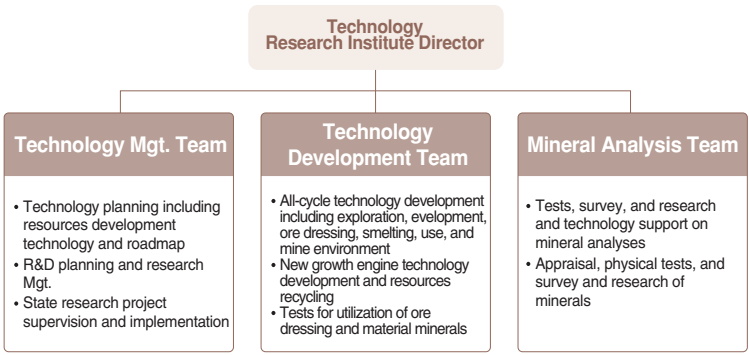 Technology
Research Institute Director
Technology Mgt. Team
• Technology planning including
resources development
technology and roadmap
• R&D planning and research
Mgt.
• State research project
supervision and implementation
Technology
Development Team
• All-cycle technology development
including exploration, evelopment,
ore dressing, smelting, use, and
mine environment
• New growth engine technology
development and resources
recycling
• Tests for utilization of ore
dressing and material minerals
Mineral Analysis Team
• Tests, survey, and research
and technology support on
mineral analyses
• Appraisal, physical tests, and
survey and research of
minerals